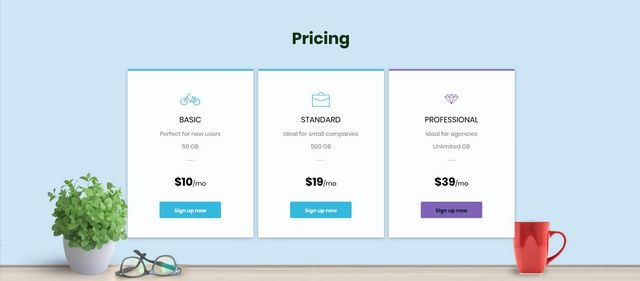 Pricing
BASIC
Perfect for new users
50 GB
$10/mo
Sign up now
STANDARD
Ideal for small companies
500 GB
$19/mo
Sign up now
PROFESSIONAL
Ideal for agencies
Unlimited GB
$39/mo
Sign up now